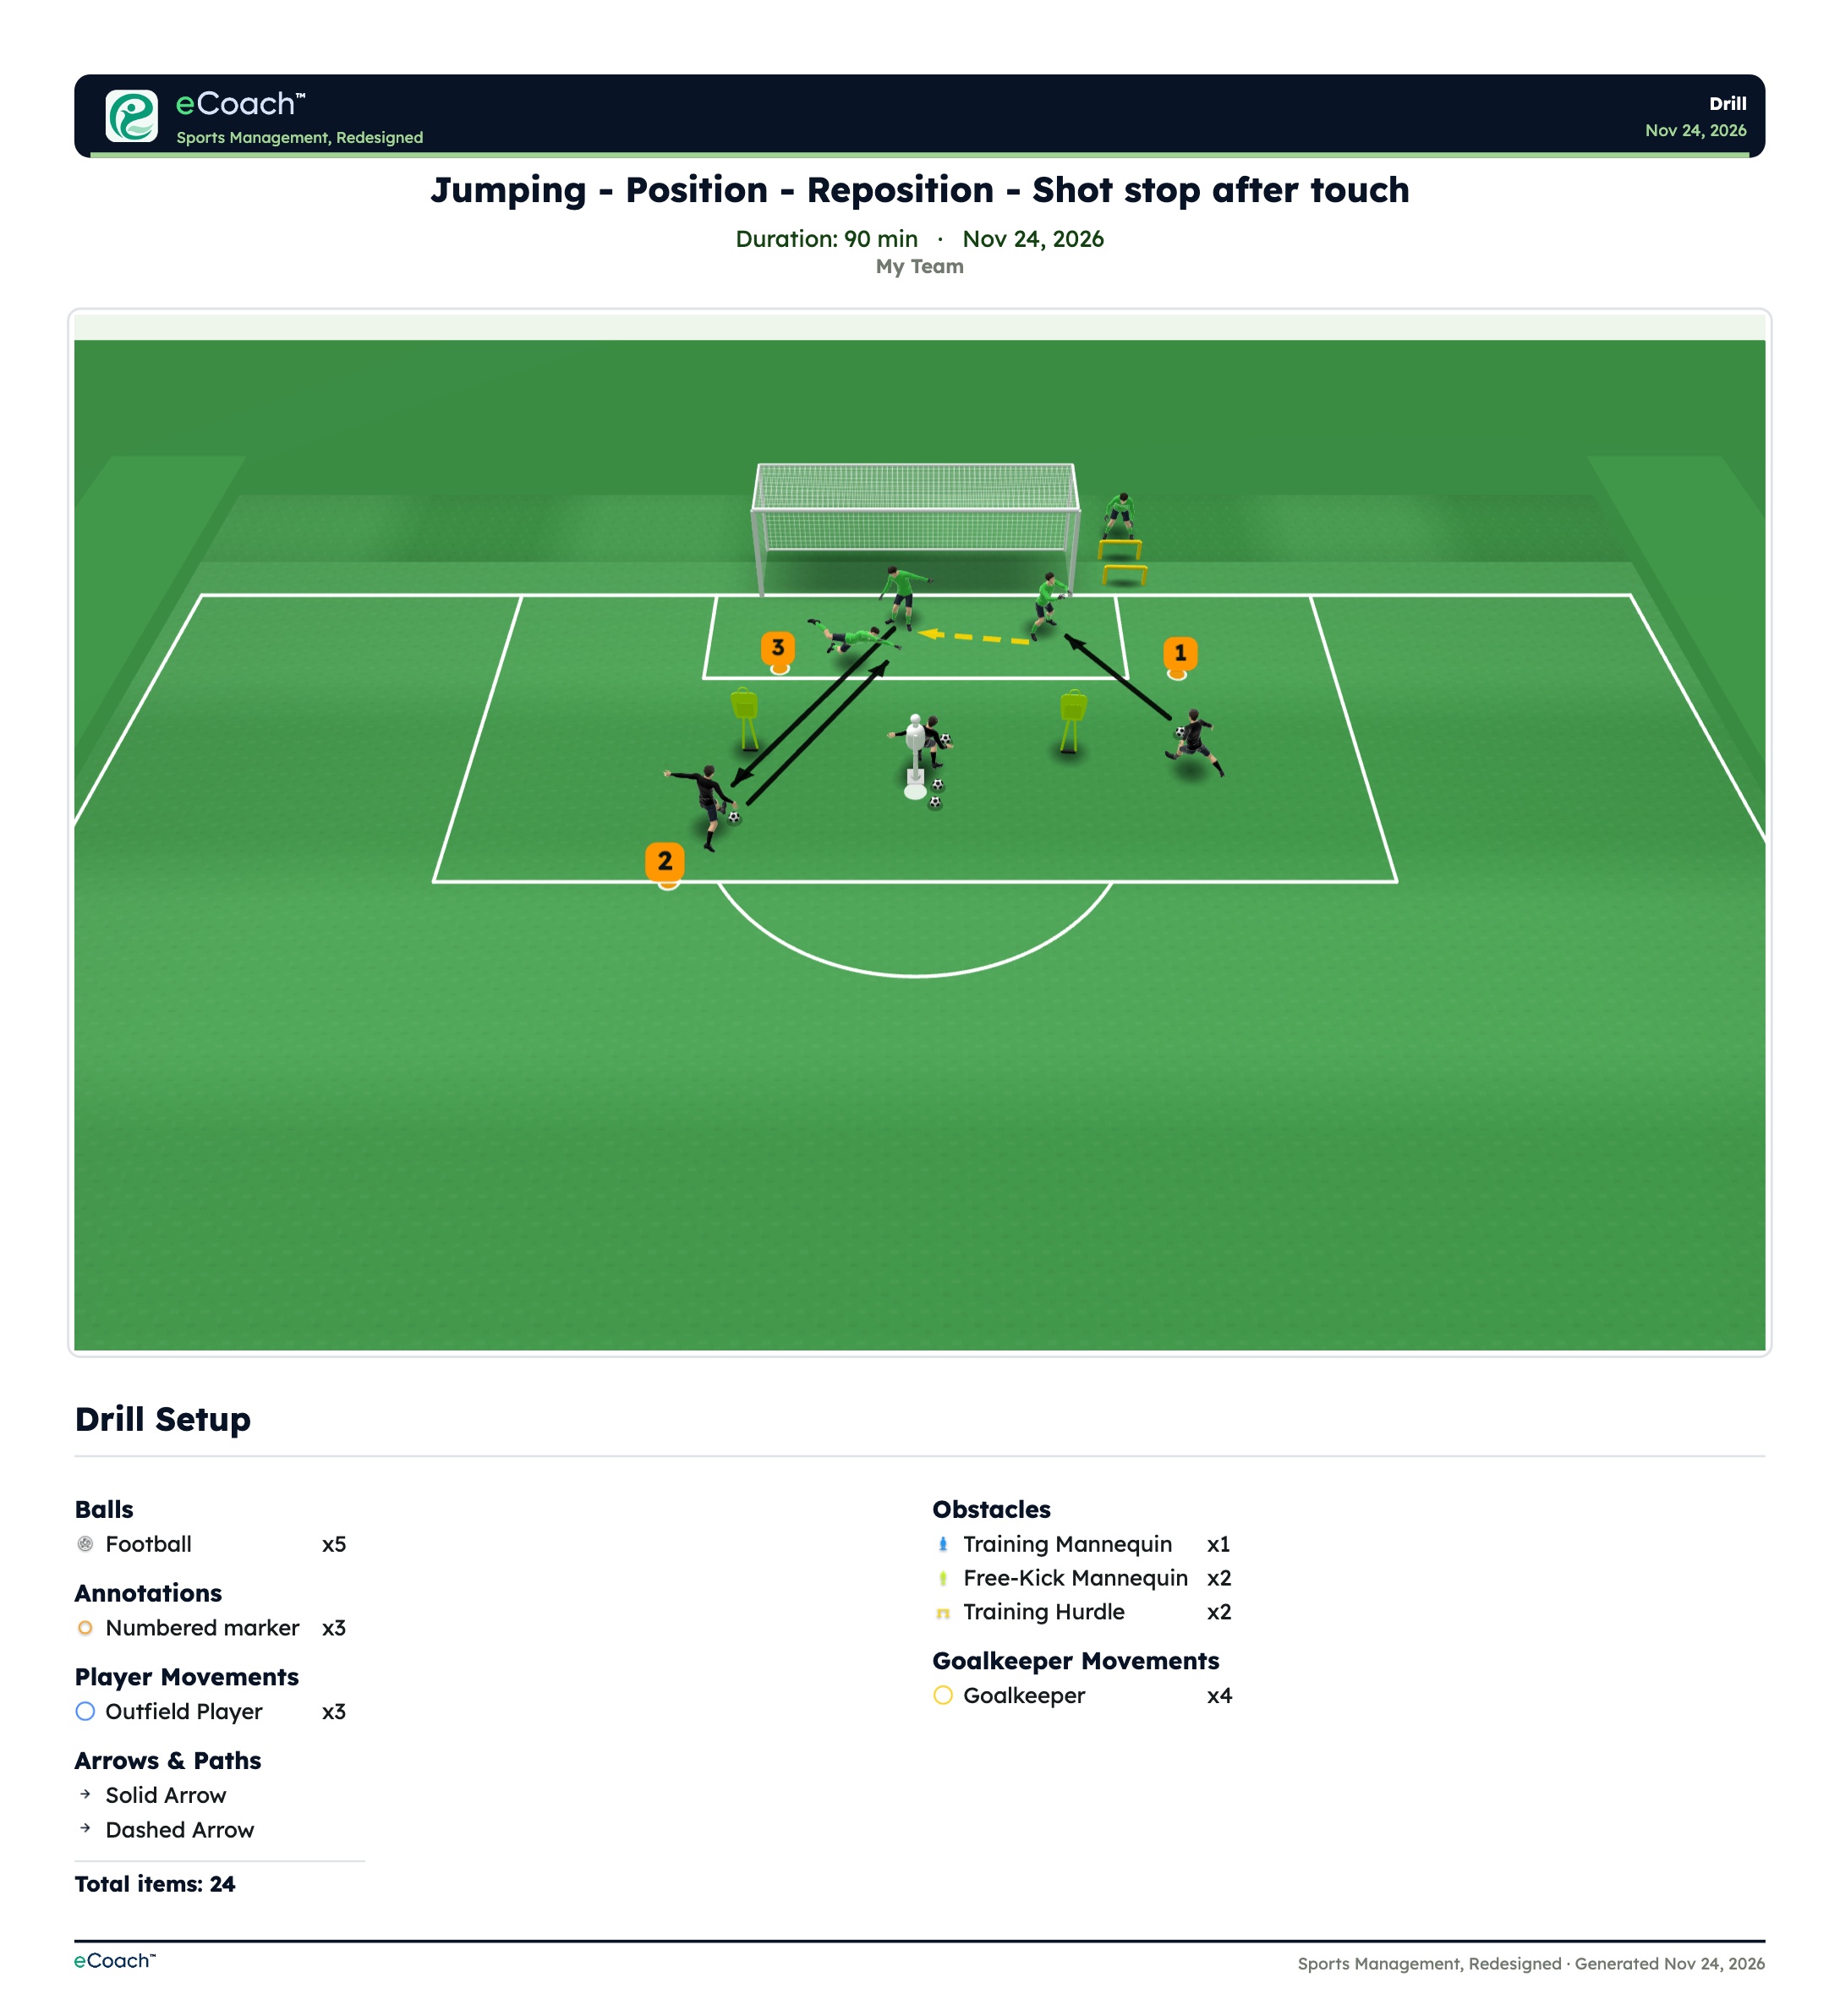 eCoach™
Sports Management, Redesigned
Drill
Nov 24, 2026
Jumping - Position - Reposition - Shot stop after touch
Duration: 90 min · Nov 24, 2026
My Team
3
1
2
Drill Setup
Balls
Football x5
Annotations
Numbered marker x3
Player Movements
Outfield Player x3
Arrows & Paths
Solid Arrow
Dashed Arrow
Total items: 24
Obstacles
Training Mannequin x1
Free-Kick Mannequin x2
Training Hurdle x2
Goalkeeper Movements
Goalkeeper x4
eCoach™
Sports Management, Redesigned · Generated Nov 24, 2026